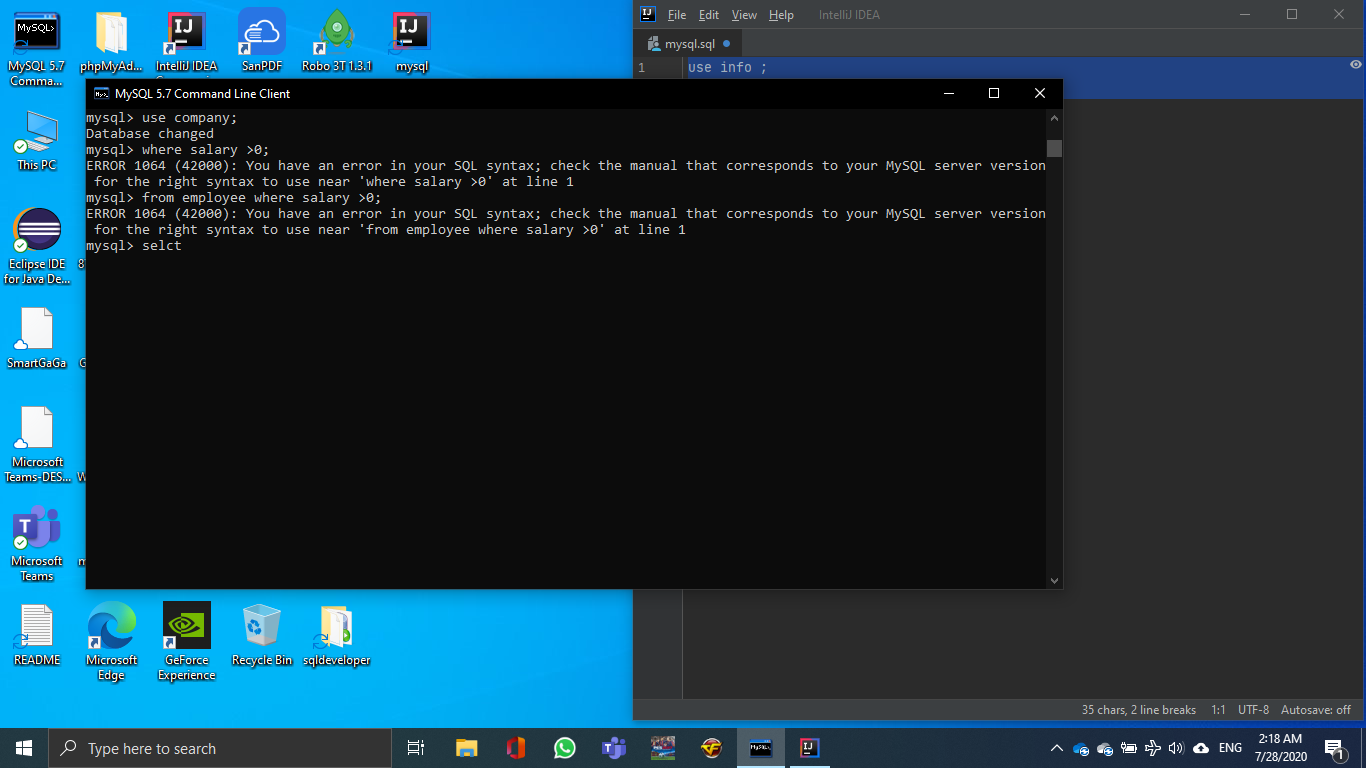 MySQL 5.7 Comma...
phpMyAd...
IntelliJ IDEA
SanPDF
Robo 3T 1.3.1
mysql
This PC
Eclipse IDE for Java De...
SmartGaGa
Microsoft Teams-DES...
Microsoft Teams
README
Microsoft Edge
GeForce Experience
Recycle Bin
sqldeveloper
File Edit View Help IntelliJ IDEA
mysql.sql
1 use info ;
MySQL 5.7 Command Line Client
mysql> use company;
Database changed
mysql> where salary >0;
ERROR 1064 (42000): You have an error in your SQL syntax; check the manual that corresponds to your MySQL server version
for the right syntax to use near 'where salary >0' at line 1
mysql> from employee where salary >0;
ERROR 1064 (42000): You have an error in your SQL syntax; check the manual that corresponds to your MySQL server version
for the right syntax to use near 'from employee where salary >0' at line 1
mysql> selct
35 chars, 2 line breaks 1:1 UTF-8 Autosave: off
Type here to search
ENG
2:18 AM
7/28/2020
1